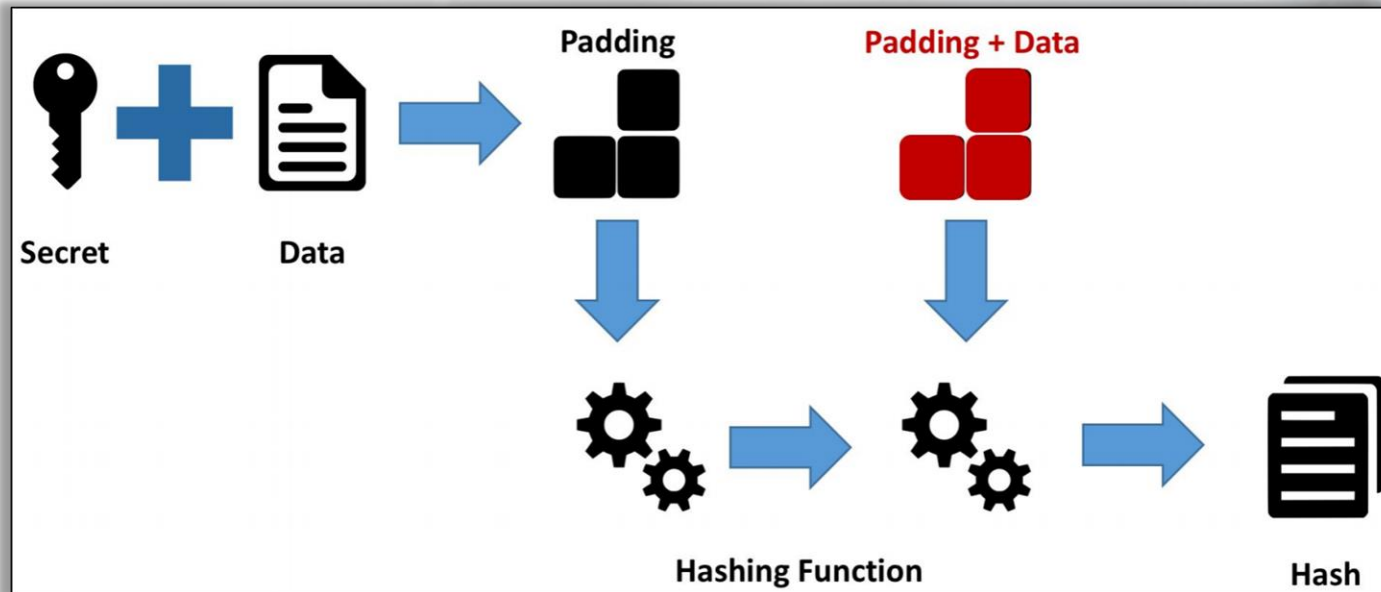 Padding
Padding + Data
Secret
Data
Hashing Function
Hash